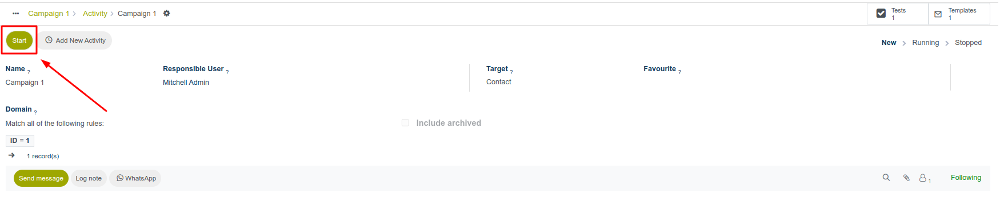 ... Campaign 1 > Activity > Campaign 1
Tests
1
Templates
1
Start
Add New Activity
New > Running > Stopped
Name ?
Campaign 1
Responsible User ?
Mitchell Admin
Target ?
Contact
Favourite ?
Domain ?
Match all of the following rules:
Include archived
ID = 1
→ 1 record(s)
Send message
Log note
WhatsApp
1
Following